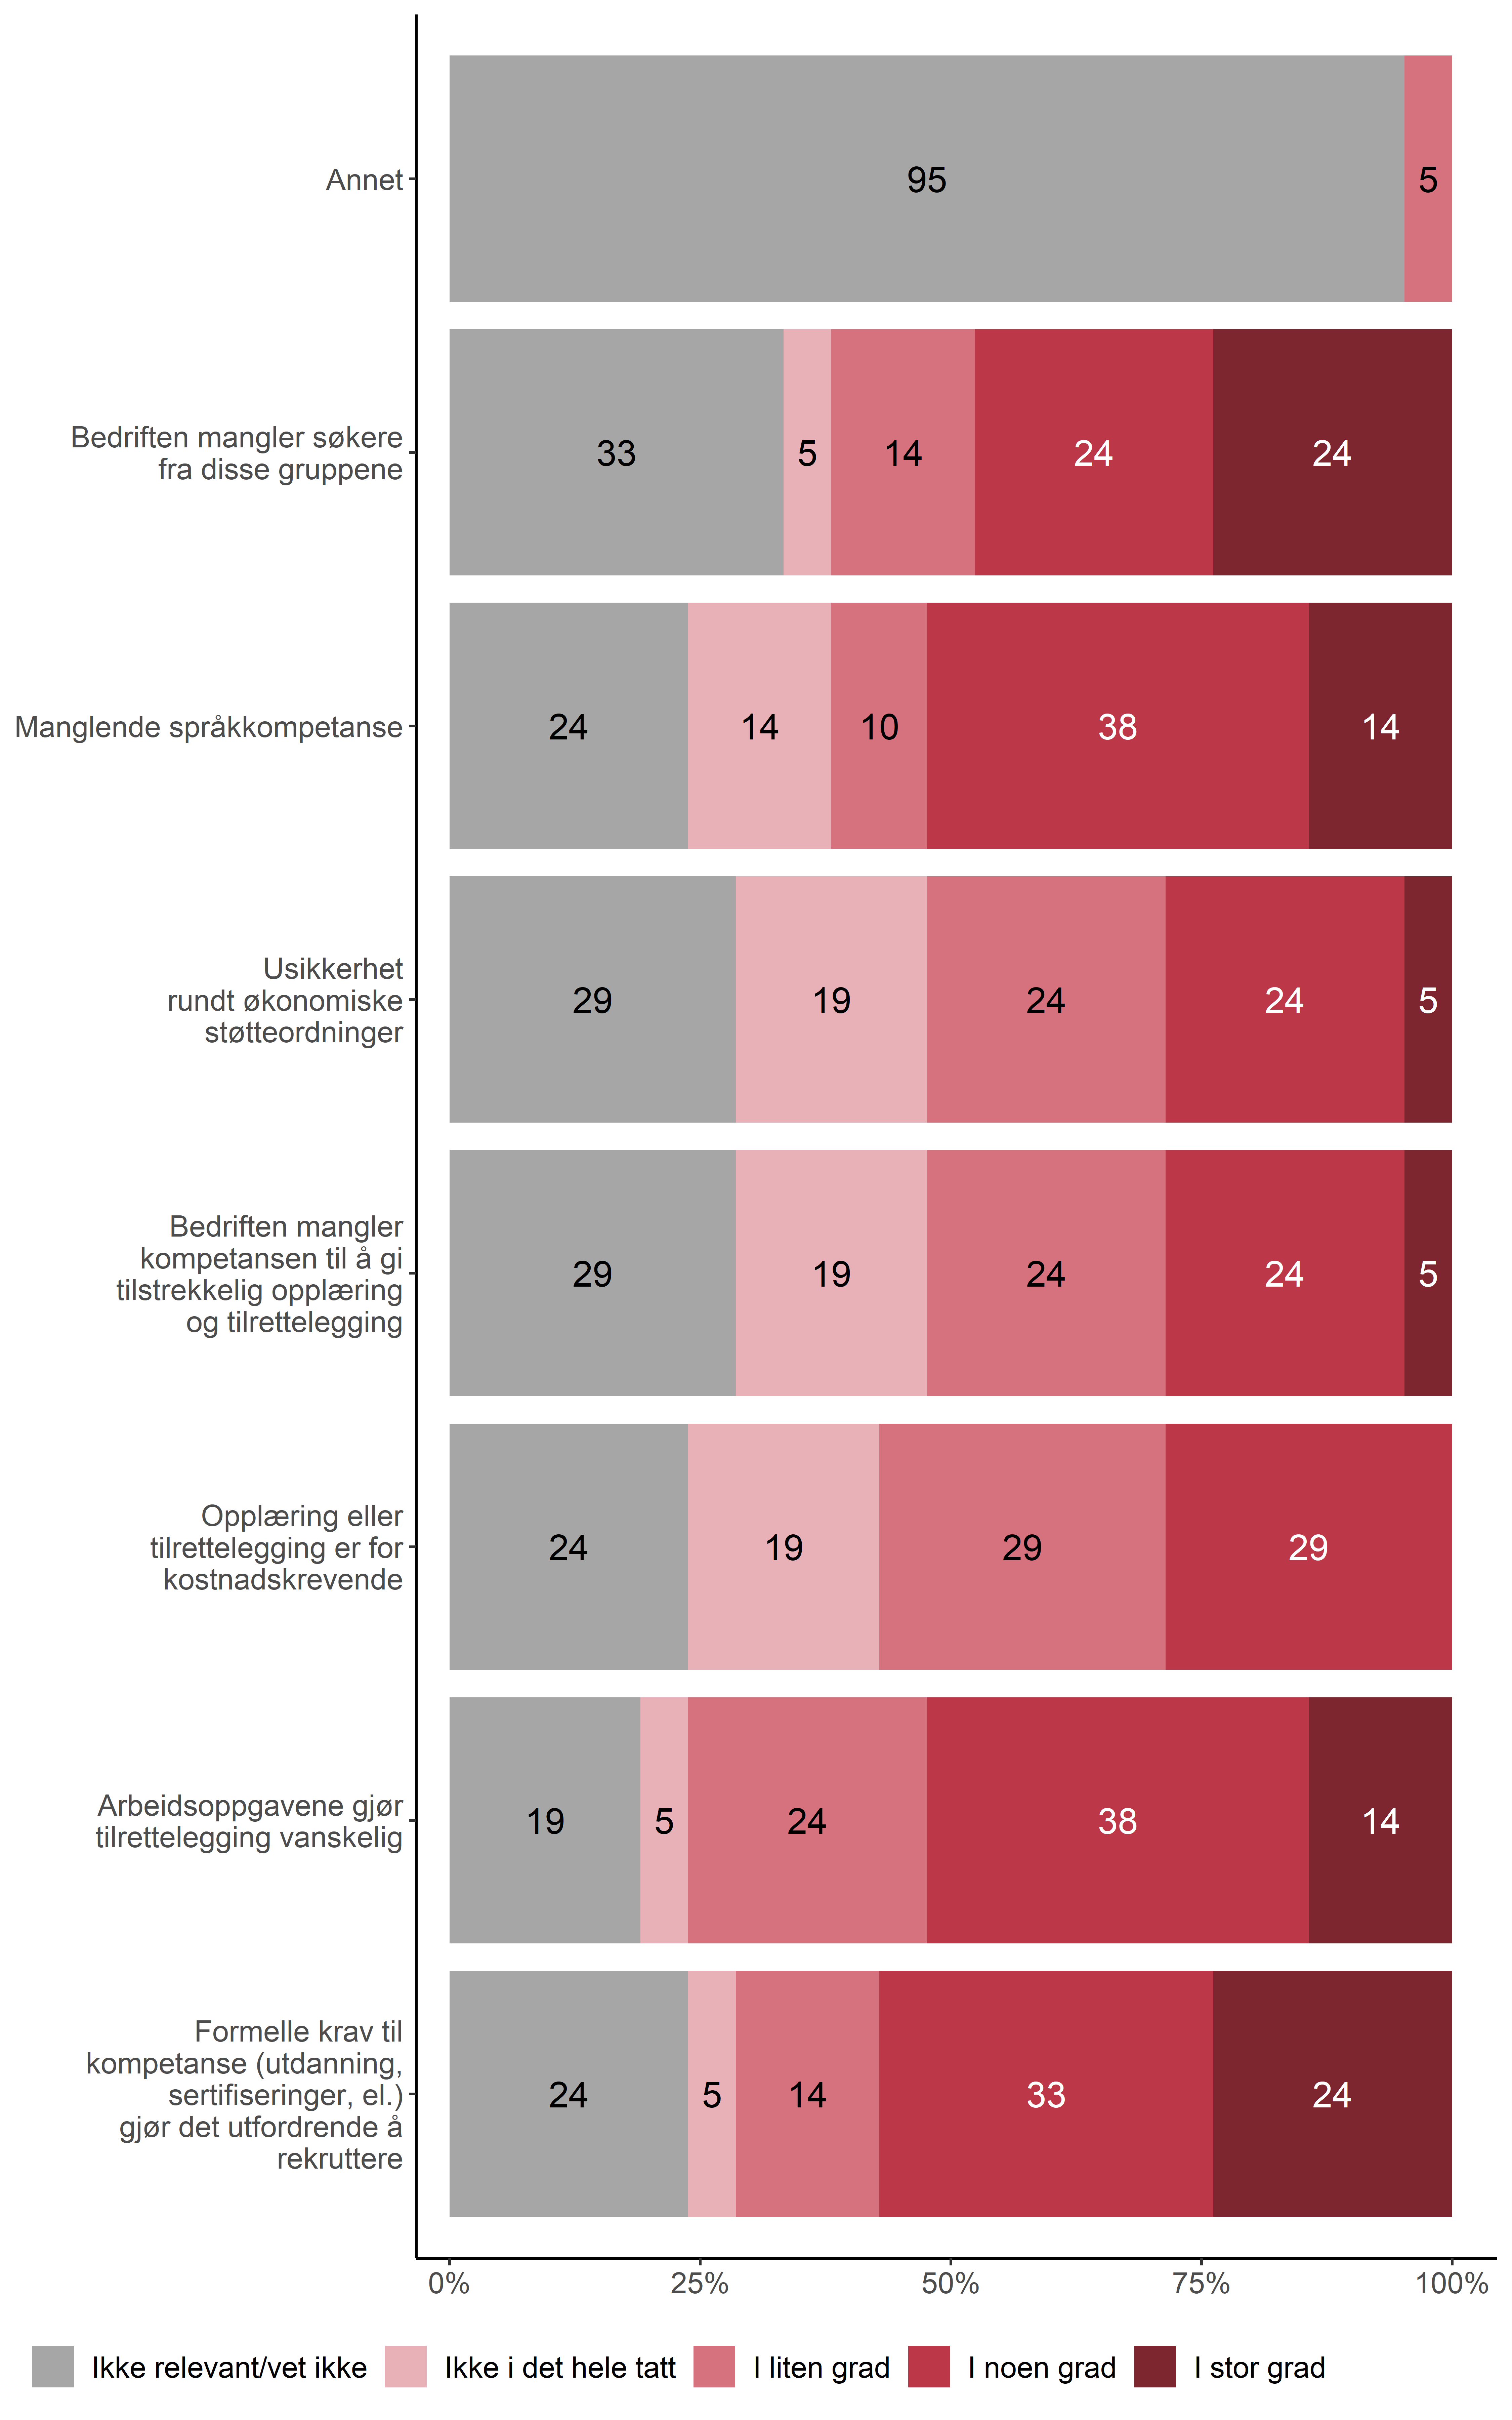 Annet
95
5
Bedriften mangler søkere
fra disse gruppene
33
5
14
24
24
Manglende språkkompetanse
24
14
10
38
14
Usikkerhet
rundt økonomiske
støtteordninger
29
19
24
24
5
Bedriften mangler
kompetansen til å gi
tilstrekkelig opplæring
og tilrettelegging
29
19
24
24
5
Opplæring eller
tilrettelegging er for
kostnadskrevende
24
19
29
29
Arbeidsoppgavene gjør
tilrettelegging vanskelig
19
5
24
38
14
Formelle krav til
kompetanse (utdanning,
sertifiseringer, el.)
gjør det utfordrende å
rekruttere
24
5
14
33
24
0%
25%
50%
75%
100%
Ikke relevant/vet ikke
Ikke i det hele tatt
I liten grad
I noen grad
I stor grad